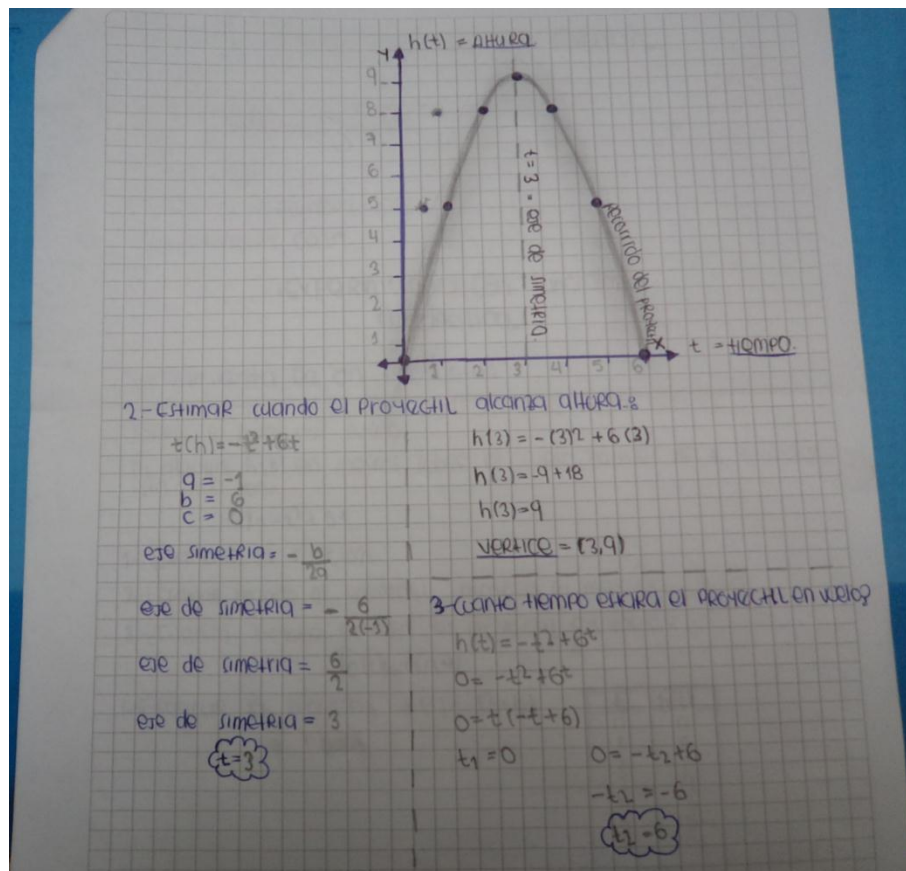 h(t) = Altura
Y
9
8
7
6
5
4
3
2
1
t = 3 = eje de simetria.
recorrido del
X
t = tiempo.
1 2 3 4 5 6
2-Estimar cuando el proyectil alcanza altura:
t(h)=-t²+6t
a = -1
b = 6
c = 0
eje simetria = - b/2a
eje de simetria = - 6/2(-1)
eje de simetria = 6/2
eje de simetria = 3
t=3
h(3) = -(3)2 + 6(3)
h(3) = -9+18
h(3)=9
vertice = (3,9)
3-cuanto tiempo estara el proyectil en vuelo?
h(t) = -t2+6t
0= -t2+6t
0= t(-t+6)
t1 =0 0= -t2+6
-t2 = -6
t2=6